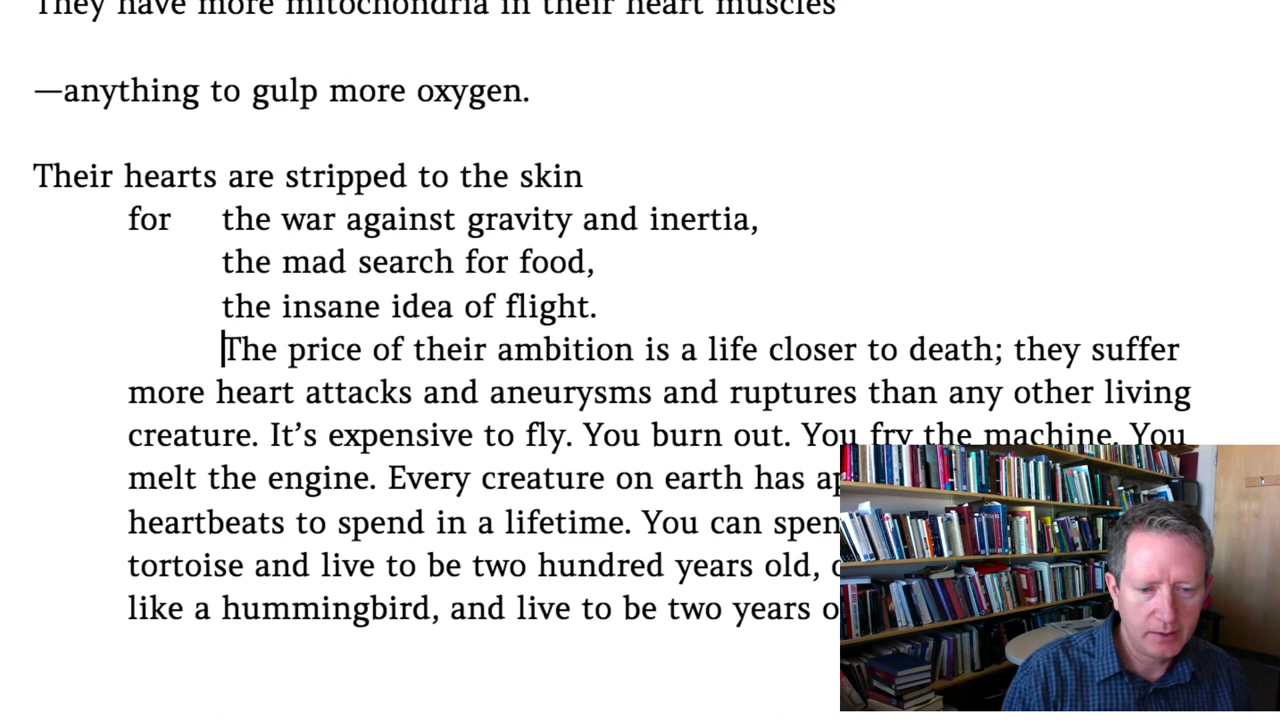 They have more mitochondria in their heart muscles
—anything to gulp more oxygen.
Their hearts are stripped to the skin
for the war against gravity and inertia,
the mad search for food,
the insane idea of flight.
The price of their ambition is a life closer to death; they suffer
more heart attacks and aneurysms and ruptures than any other living
creature. It’s expensive to fly. You burn out. You fry the machine. You
melt the engine. Every creature on earth has
heartbeats to spend in a lifetime. You can
tortoise and live to be two hundred years old,
like a hummingbird, and live to be two years